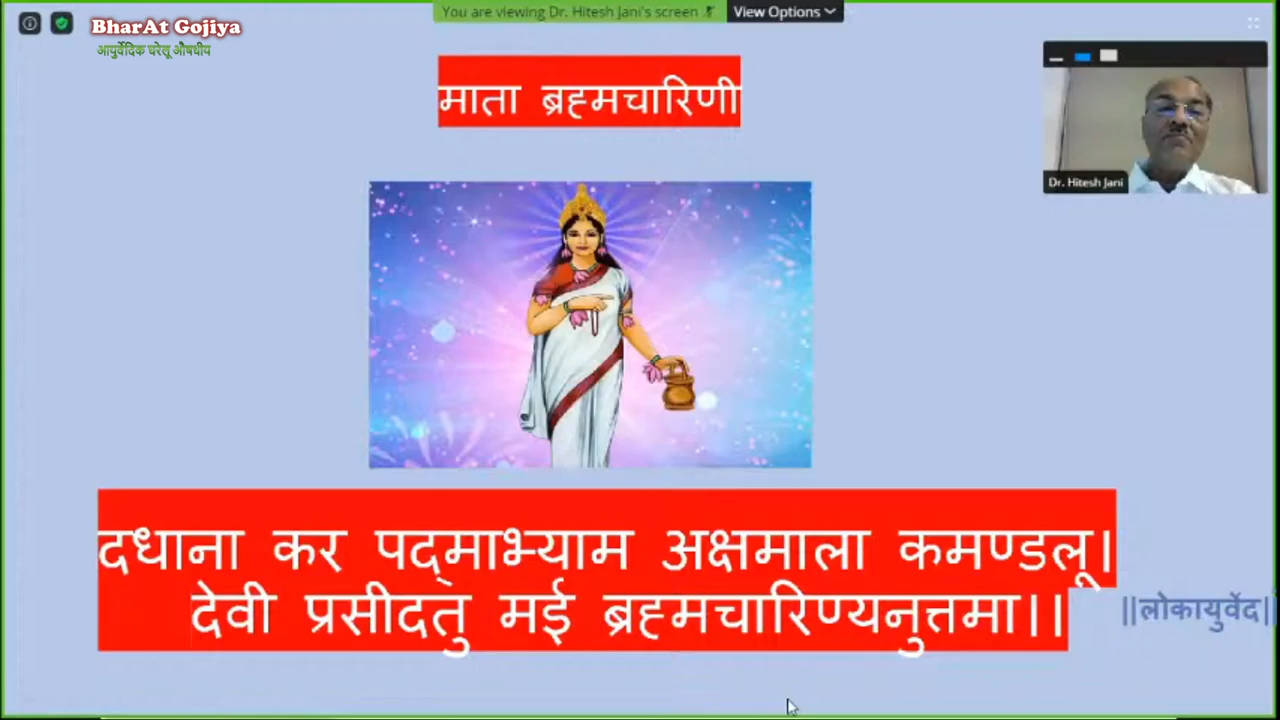 You are viewing Dr. Hitesh Jani's screen
View Options
BharAt Gojiya
आयुर्वेदिक घरेलू औषधीय
माता ब्रह्मचारिणी
Dr. Hitesh Jani
दधाना कर पद्माभ्याम अक्षमाला कमण्डलू।
देवी प्रसीदतु मई ब्रह्मचारिण्यनुत्तमा।।
||लोकायुर्वेद||